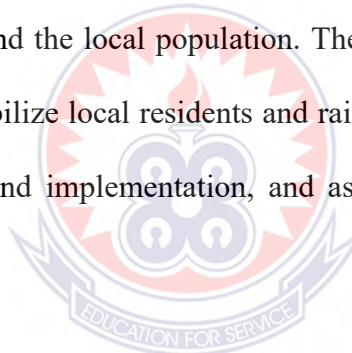 nd the local population. The
bilize local residents and rai
nd implementation, and as
EDUCATION FOR SERVICE